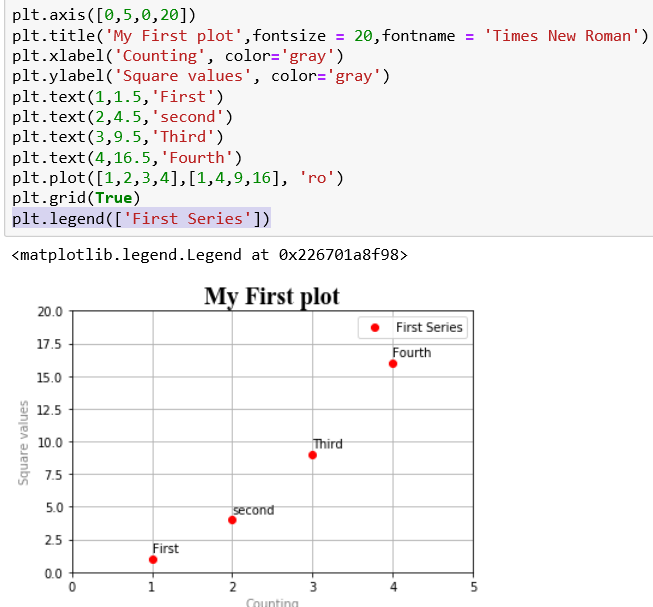 plt.axis([0,5,0,20])
plt.title('My First plot',fontsize = 20,fontname = 'Times New Roman')
plt.xlabel('Counting', color='gray')
plt.ylabel('Square values', color='gray')
plt.text(1,1.5,'First')
plt.text(2,4.5,'second')
plt.text(3,9.5,'Third')
plt.text(4,16.5,'Fourth')
plt.plot([1,2,3,4],[1,4,9,16], 'ro')
plt.grid(True)
plt.legend(['First Series'])
<matplotlib.legend.Legend at 0x226701a8f98>
My First plot
20.0
First Series
17.5
Fourth
15.0
12.5
10.0
Third
7.5
5.0
second
2.5
First
0.0
Square values
0 1 2 3 4 5
Counting